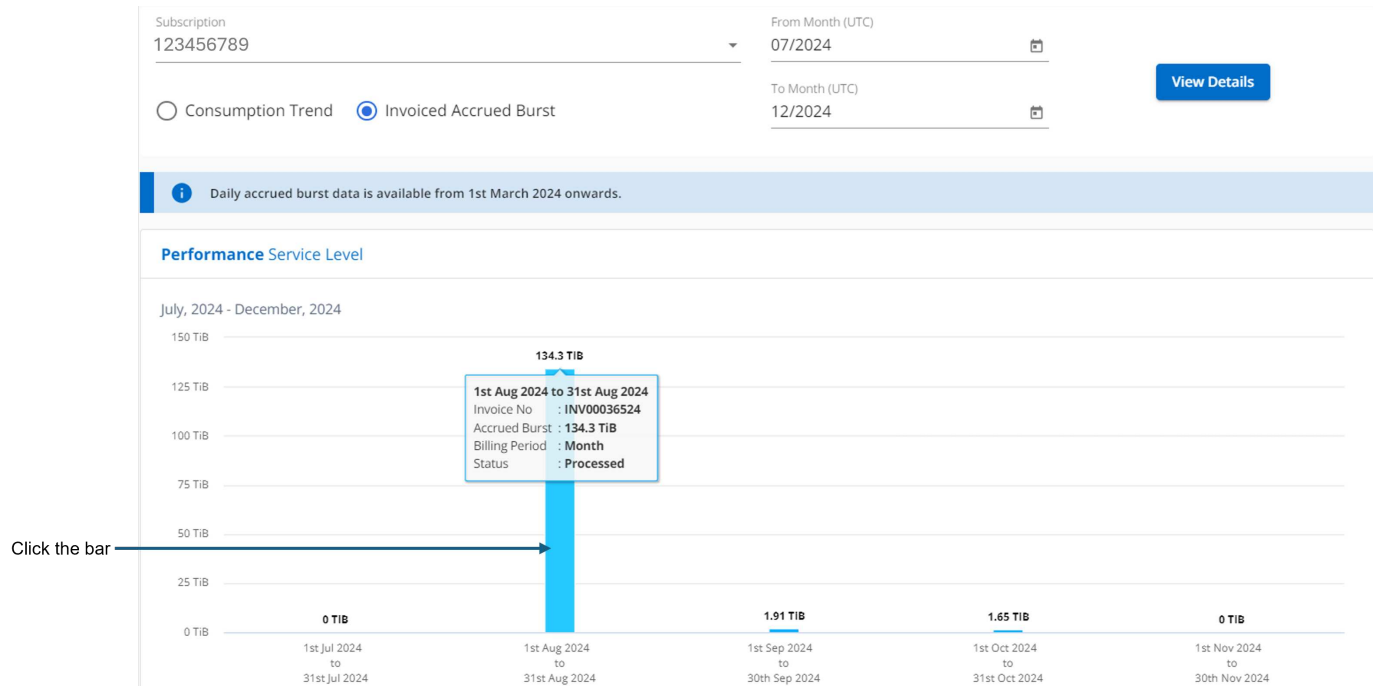 Subscription
123456789
From Month (UTC)
07/2024
View Details
To Month (UTC)
12/2024
Consumption Trend
Invoiced Accrued Burst
Daily accrued burst data is available from 1st March 2024 onwards.
Performance Service Level
July, 2024 - December, 2024
150 TiB
134.3 TiB
125 TiB
1st Aug 2024 to 31st Aug 2024
Invoice No : INV00036524
Accrued Burst : 134.3 TiB
Billing Period : Month
Status : Processed
100 TiB
75 TiB
50 TiB
Click the bar
25 TiB
0 TiB
0 TiB
1.91 TiB
1.65 TiB
0 TiB
1st Jul 2024
to
31st Jul 2024
1st Aug 2024
to
31st Aug 2024
1st Sep 2024
to
30th Sep 2024
1st Oct 2024
to
31st Oct 2024
1st Nov 2024
to
30th Nov 2024